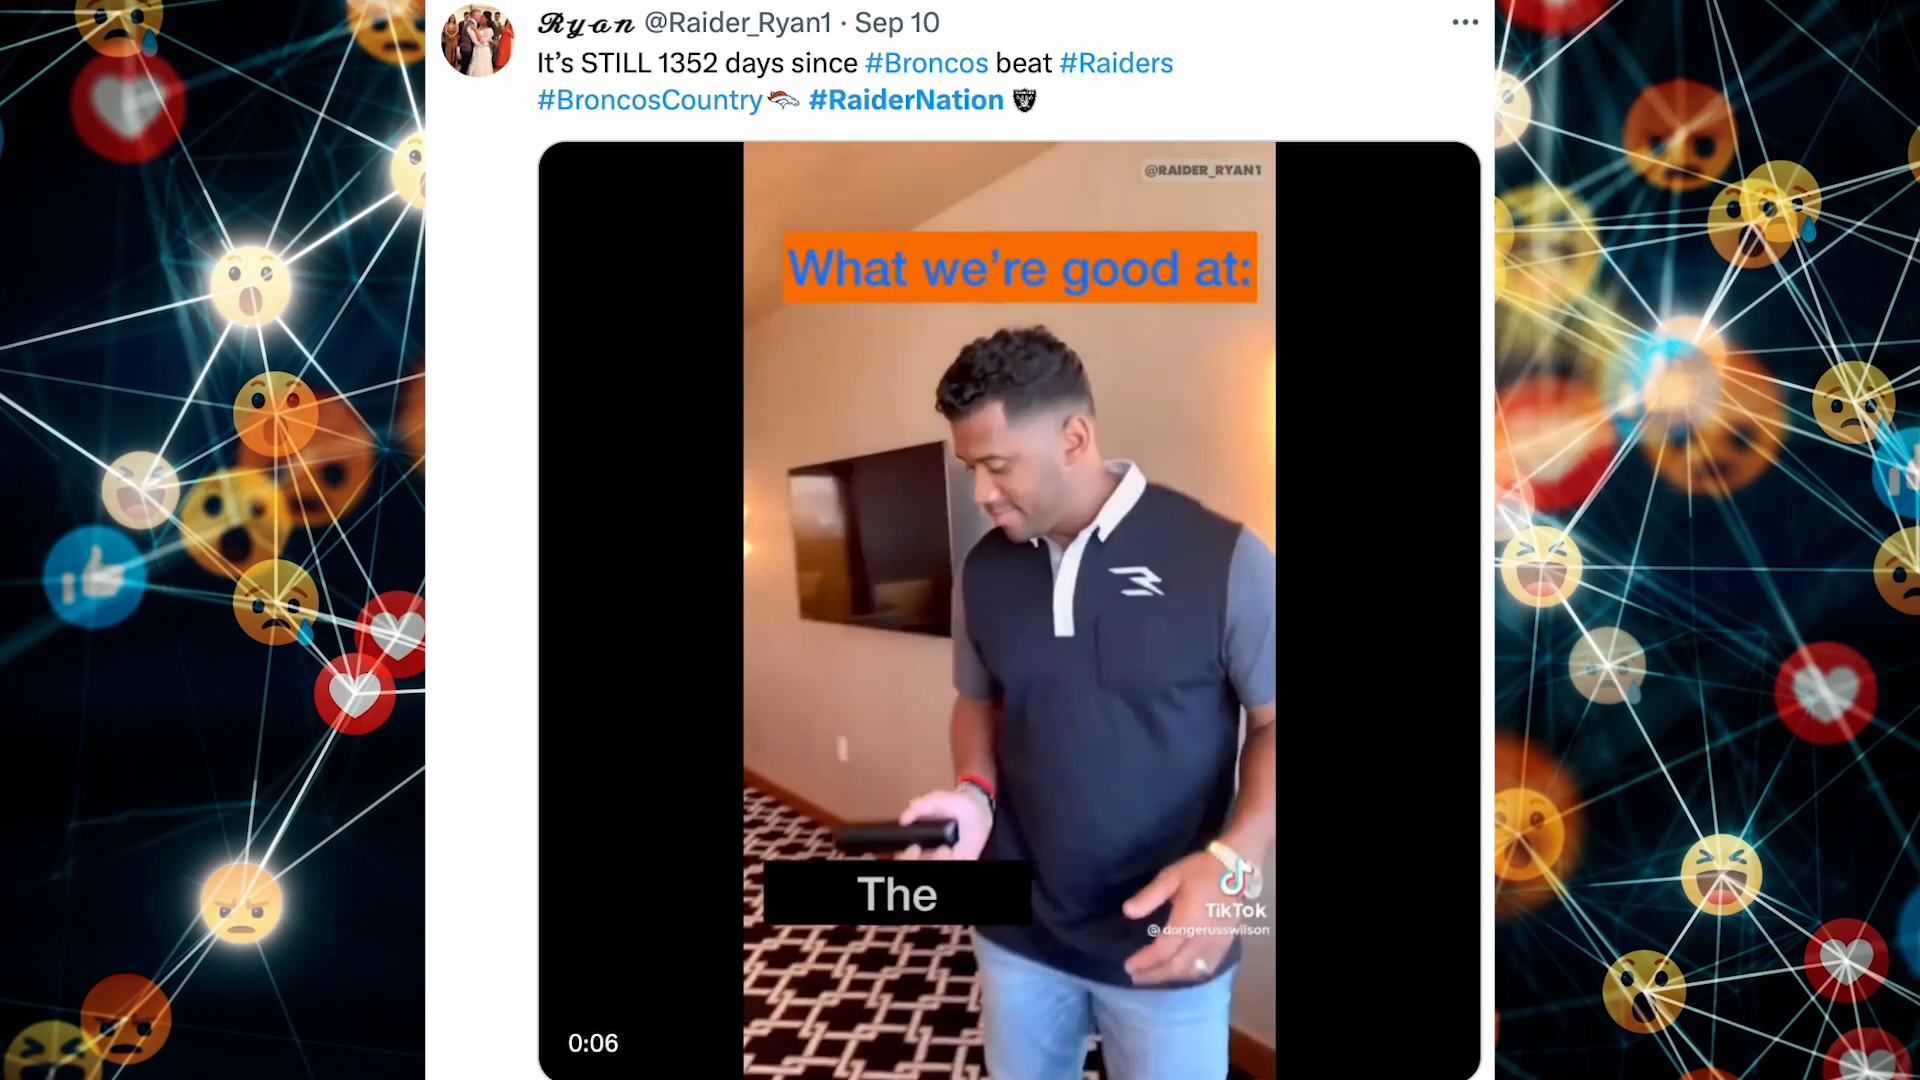 Ryan @Raider_Ryan1 · Sep 10
It’s STILL 1352 days since #Broncos beat #Raiders
#BroncosCountry #RaiderNation
@RAIDER_RYAN1
What we’re good at:
The
TikTok
@dongerusswilson
0:06